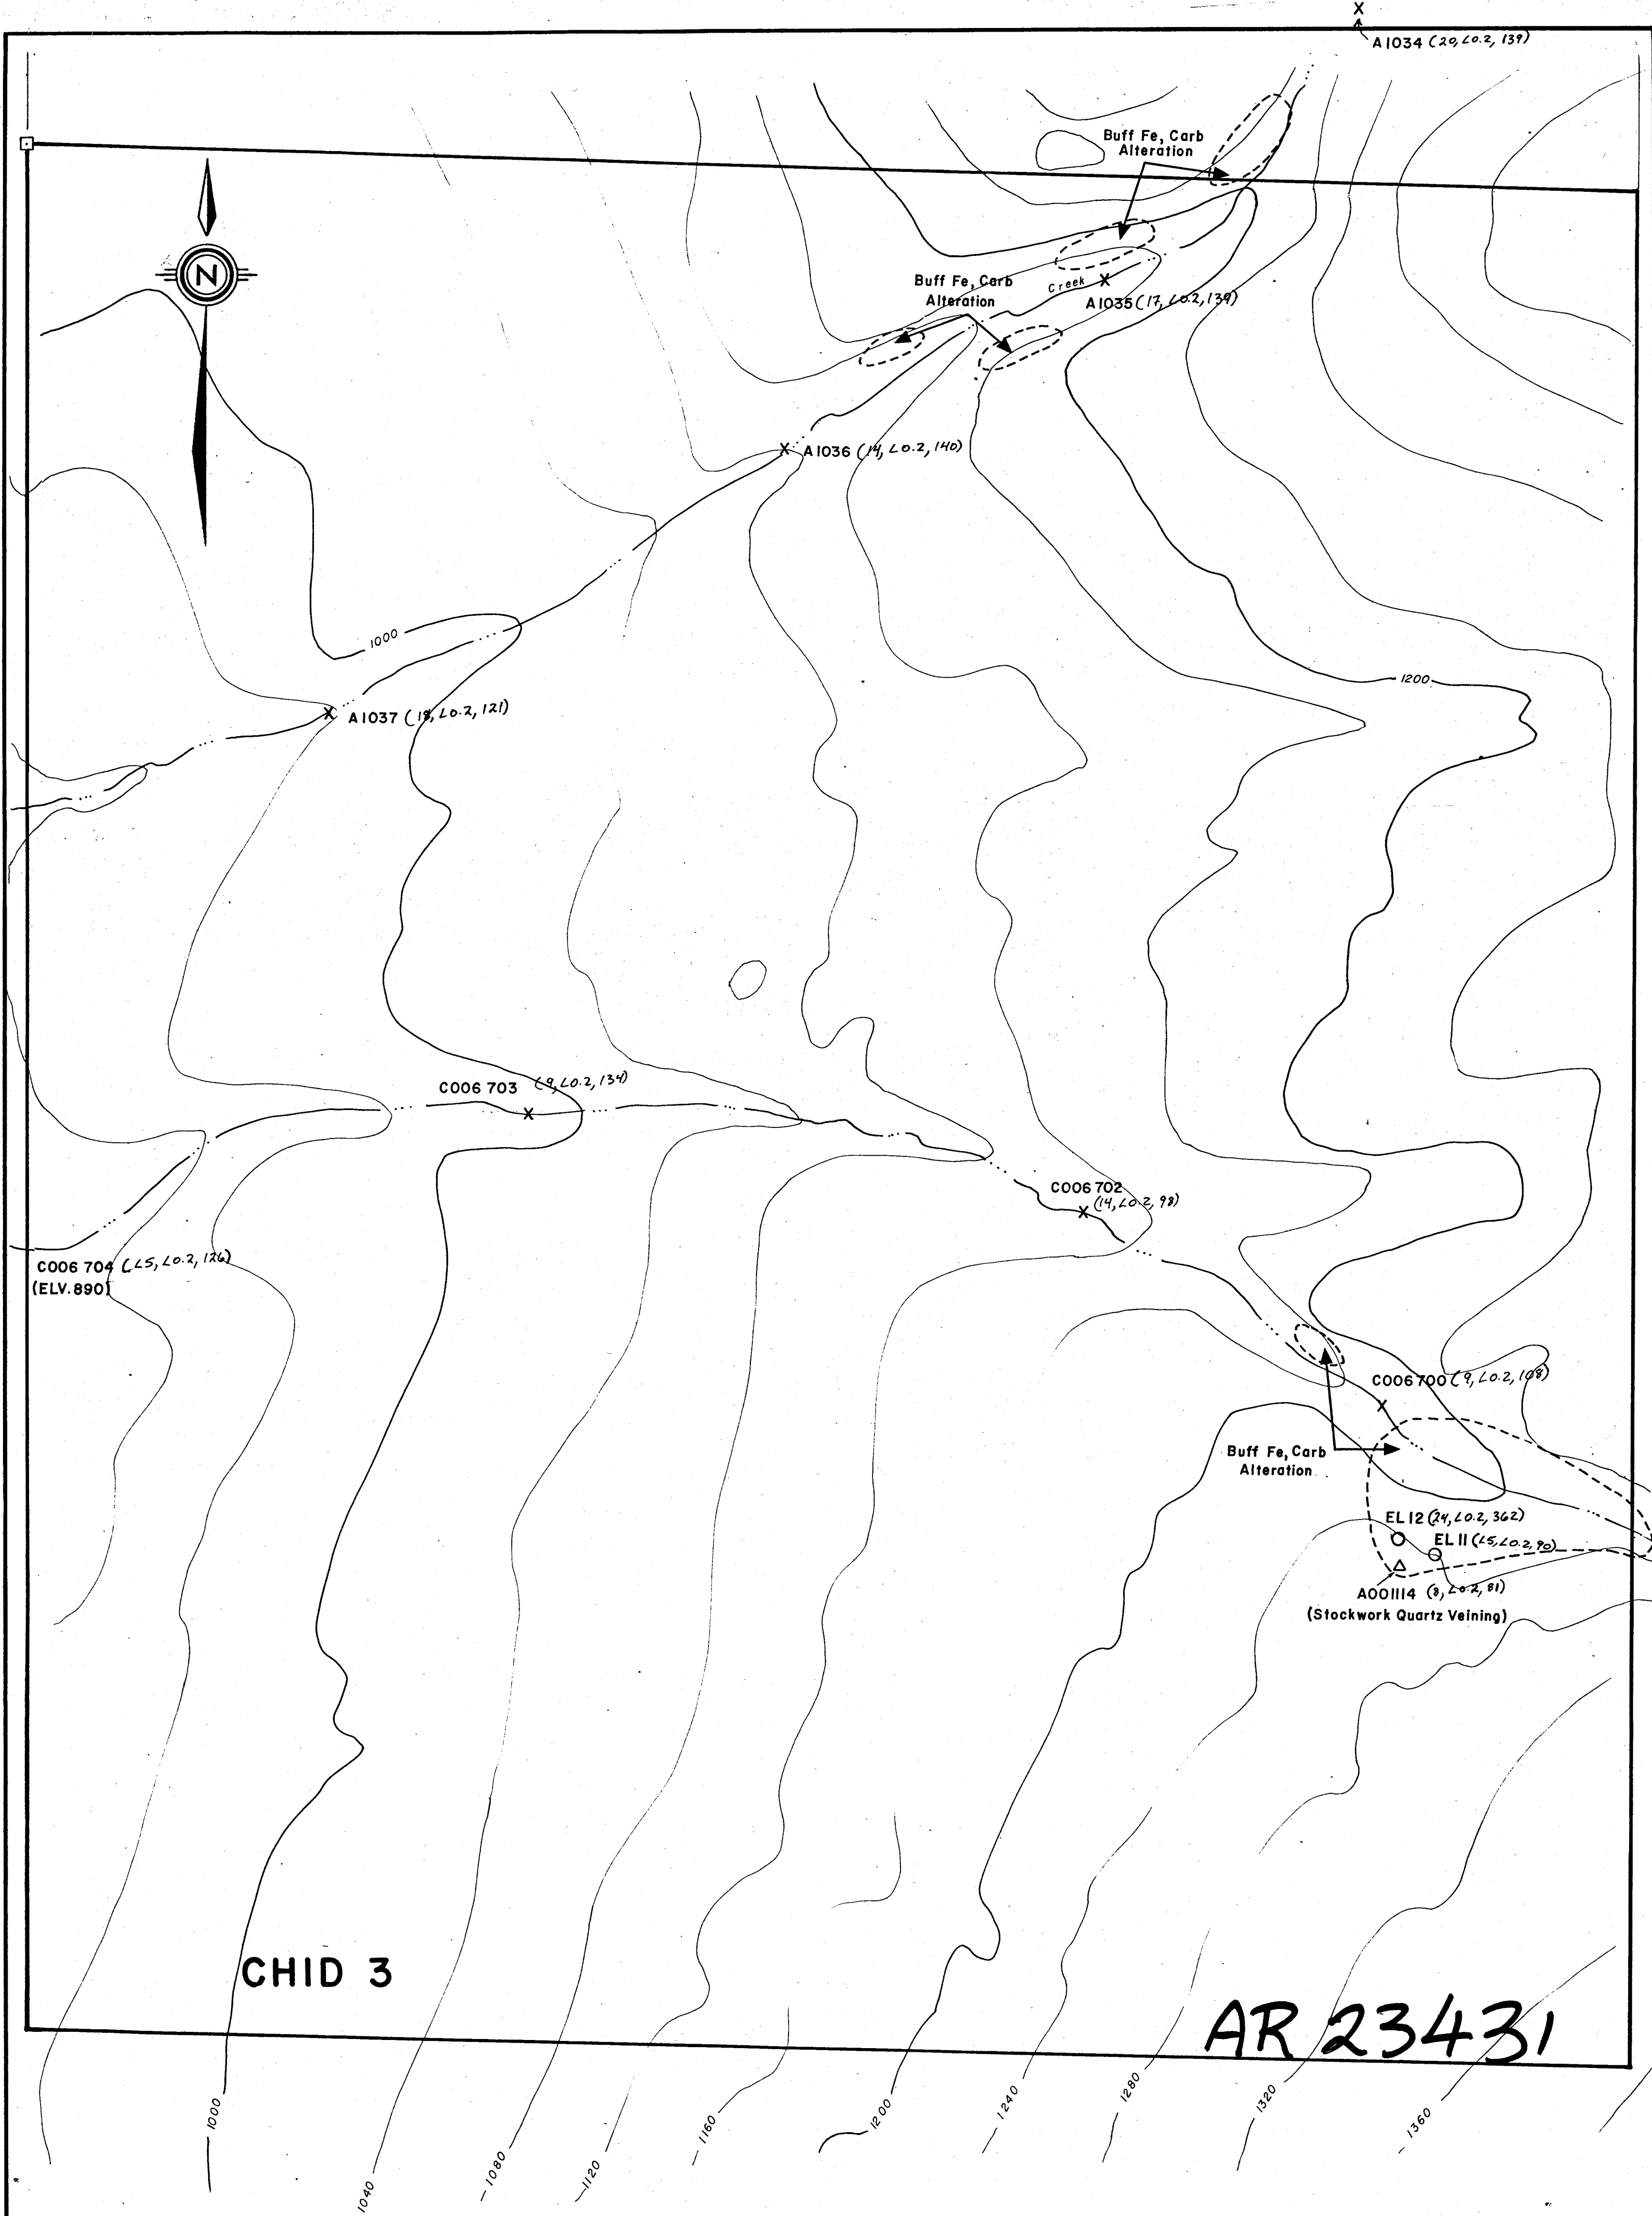 X
A1034 (20, <0.2, 139)
Buff Fe, Carb
Alteration
N
Buff Fe, Carb
Alteration
Creek X
A1035 (17, <0.2, 139)
X A1036 (14, <0.2, 140)
1000
1200
X A1037 (18, <0.2, 121)
C006 703 (9, <0.2, 134)
X
C006 702
(14, <0.2, 98)
X
C006 704 (<5, <0.2, 126)
(ELV. 890)
C006 700 (9, <0.2, 108)
X
Buff Fe, Carb
Alteration
EL 12 (24, <0.2, 362)
EL 11 (<5, <0.2, 90)
A001114 (8, <0.2, 81)
(Stockwork Quartz Veining)
CHID 3
AR 23431
1000
1040
1080
1120
1160
1200
1240
1280
1320
1360